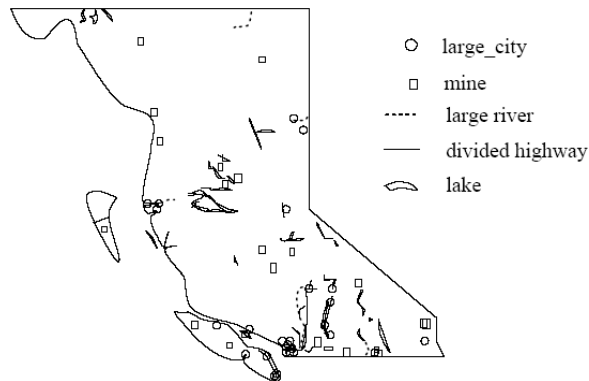 large_city
mine
large river
divided highway
lake